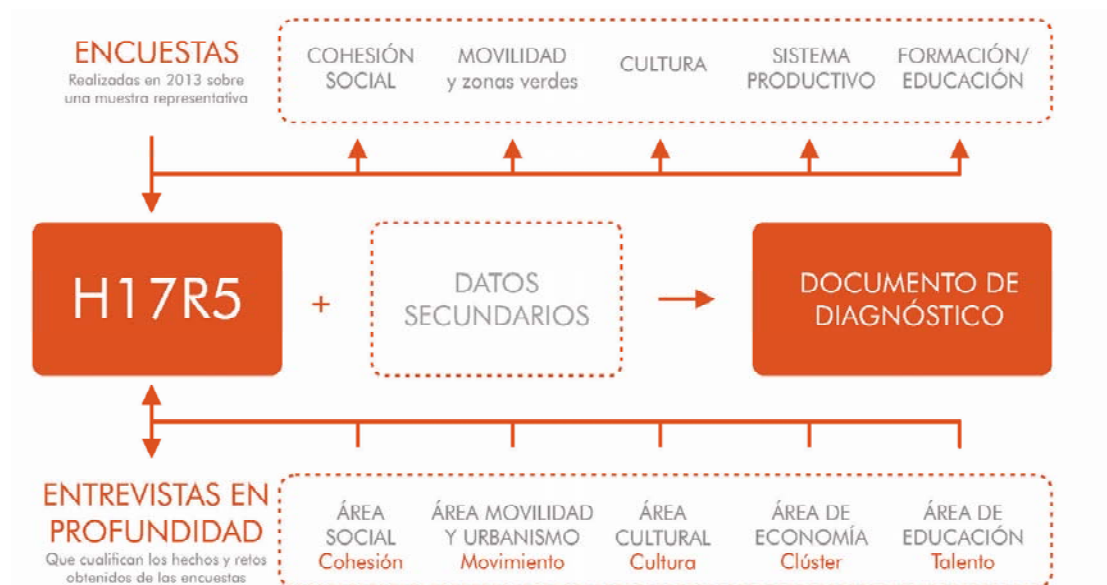 ENCUESTAS
Realizadas en 2013 sobre
una muestra representativa
COHESIÓN
SOCIAL
MOVILIDAD
y zonas verdes
CULTURA
SISTEMA
PRODUCTIVO
FORMACIÓN/
EDUCACIÓN
H17R5
+
DATOS
SECUNDARIOS
DOCUMENTO DE
DIAGNÓSTICO
ENTREVISTAS EN
PROFUNDIDAD
Que cualifican los hechos y retos
obtenidos de las encuestas
ÁREA
SOCIAL
Cohesión
ÁREA MOVILIDAD
Y URBANISMO
Movimiento
ÁREA
CULTURAL
Cultura
ÁREA DE
ECONOMÍA
Clúster
ÁREA DE
EDUCACIÓN
Talento